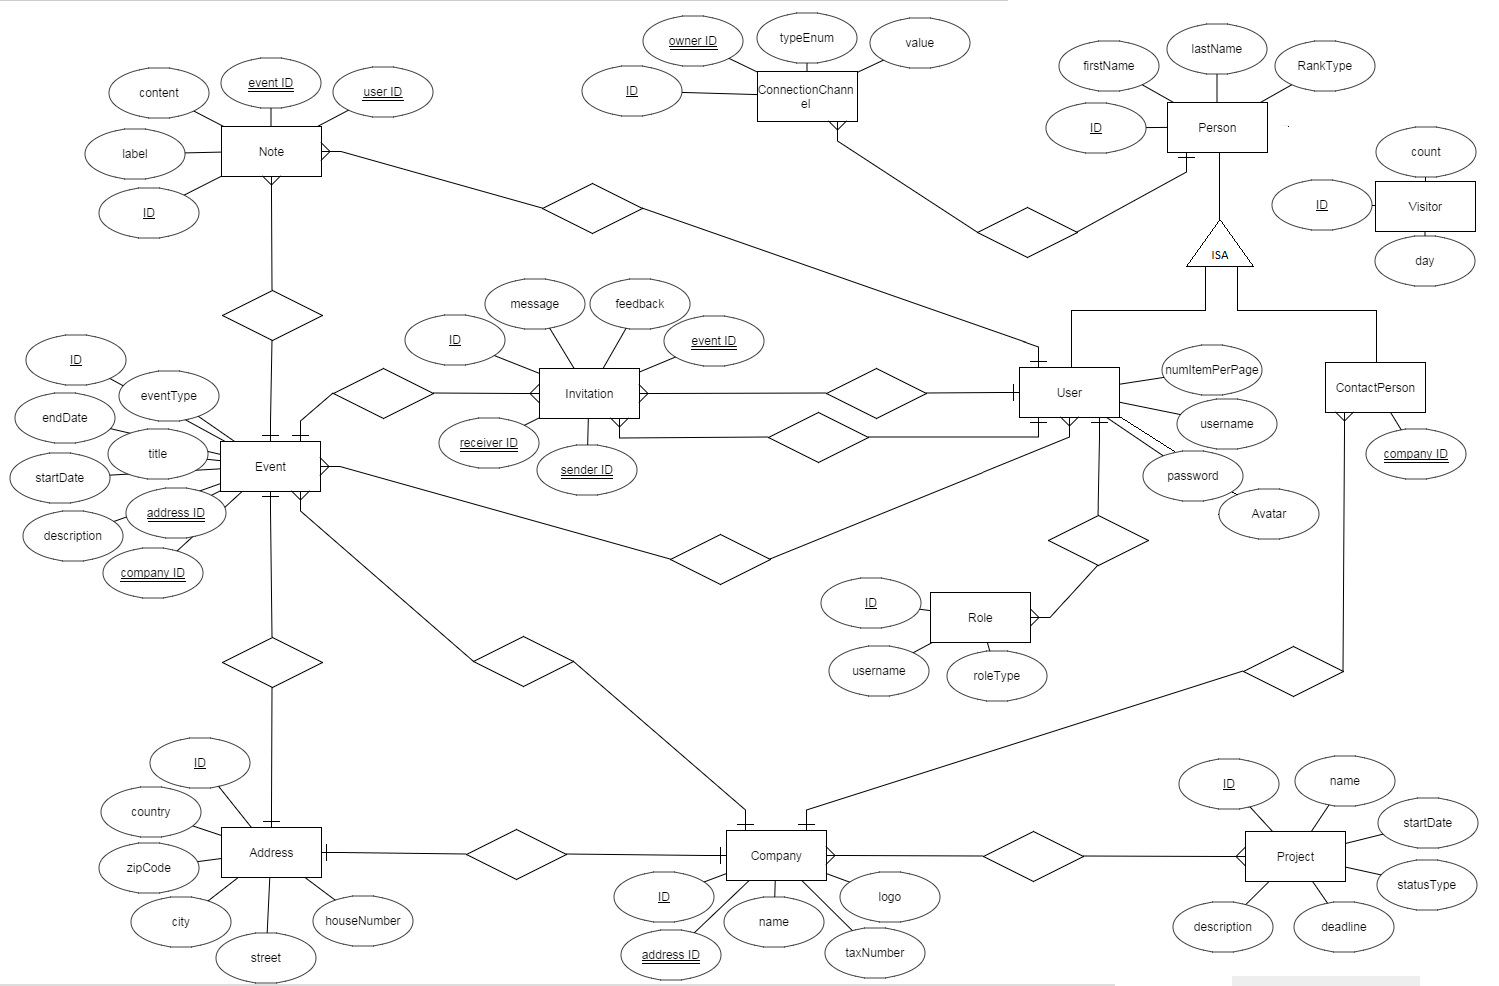 owner ID
typeEnum
value
ID
ConnectionChann
el
firstName
lastName
RankType
ID
Person
content
event ID
user ID
label
Note
ID
count
ID
Visitor
day
ISA
message
feedback
ID
event ID
Invitation
receiver ID
sender ID
User
numItemPerPage
username
password
Avatar
ContactPerson
company ID
ID
eventType
endDate
title
startDate
Event
address ID
description
company ID
ID
Role
username
roleType
ID
country
Address
zipCode
city
houseNumber
street
Company
ID
logo
name
address ID
taxNumber
ID
name
startDate
Project
statusType
description
deadline